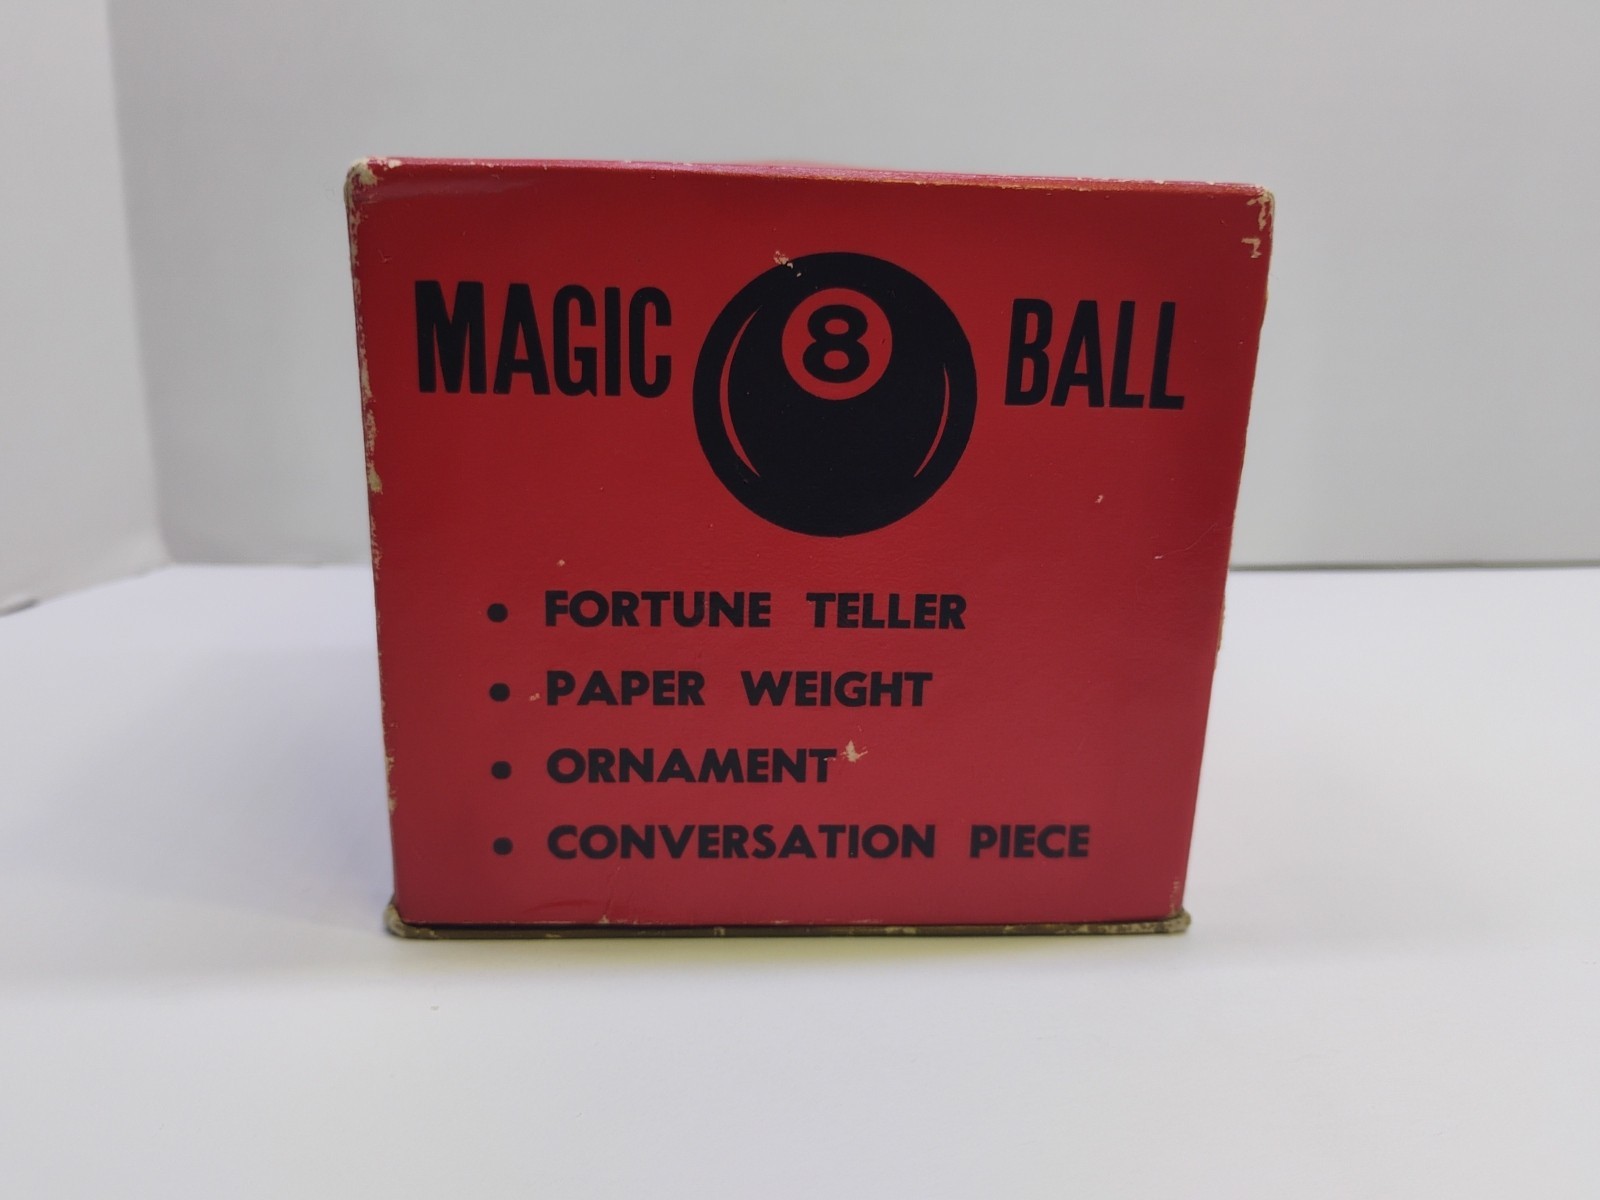 MAGIC 8 BALL
• FORTUNE TELLER
• PAPER WEIGHT
• ORNAMENT
• CONVERSATION PIECE